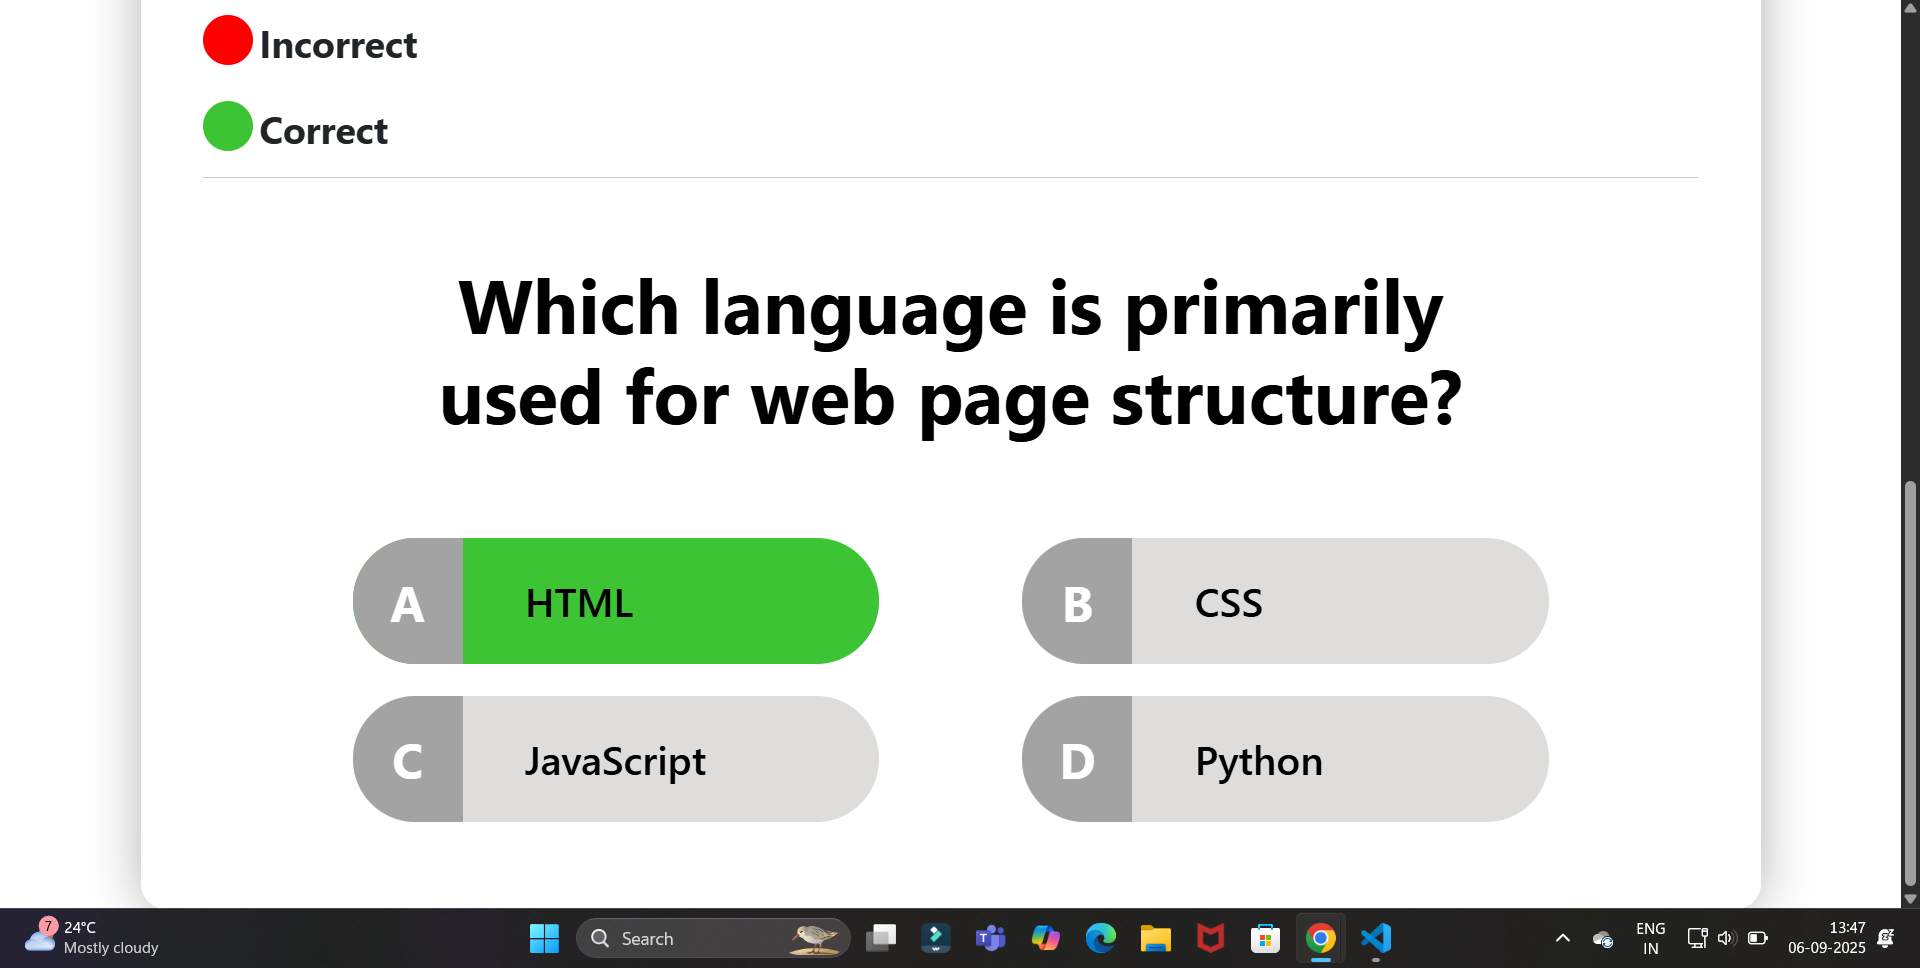 Incorrect
Correct
Which language is primarily
used for web page structure?
A HTML
B CSS
C JavaScript
D Python
7
24°C
Mostly cloudy
Search
T
ENG
IN
13:47
06-09-2025